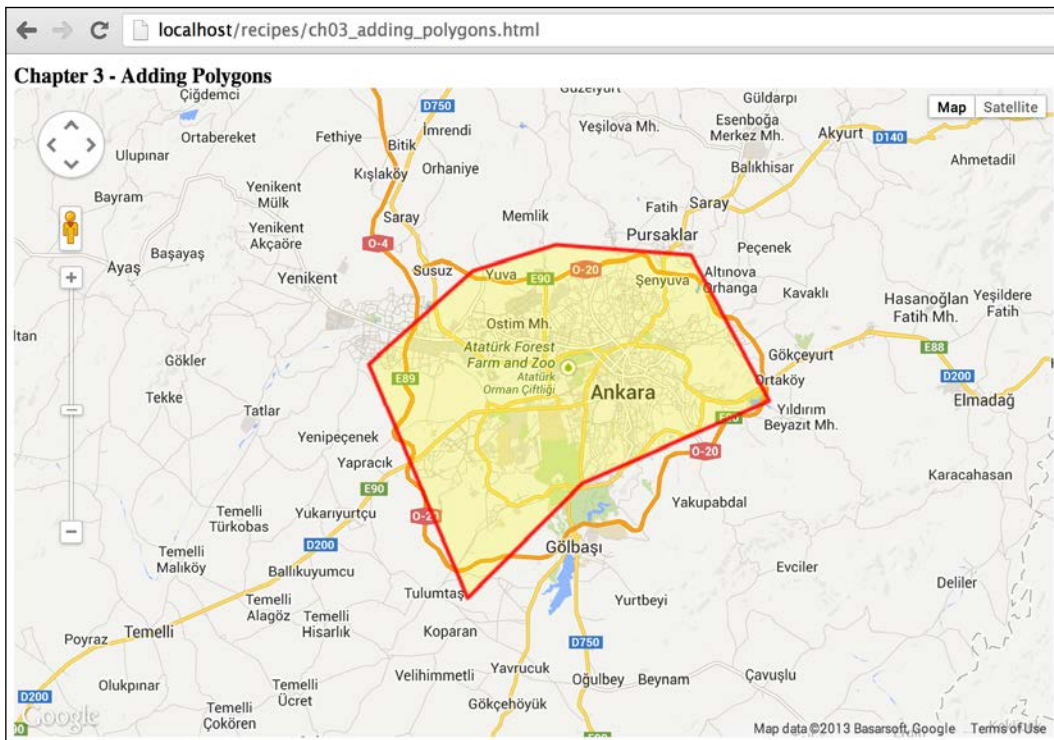 localhost/recipes/ch03_adding_polygons.html
Chapter 3 - Adding Polygons
Çiğdemci
D750
Güldarpı
Map
Satellite
Ortabereket
Fethiye
İmrendi
Yeşilova Mh.
Esenboğa
Merkez Mh.
Akyurt
D140
Bitik
Ulupınar
Kışlaköy
Orhaniye
Balıkhisar
Ahmetadil
Bayram
Yenikent
Mülk
Saray
Memlik
Fatih
Saray
Yenikent
Akçaöre
O-4
Pursaklar
Peçenek
Başayaş
Ayaş
Yenikent
Susuz
Yuva
E90
O-20
Şenyuva
Altınova
Orhanga
Kavaklı
Hasanoğlan
Fatih Mh.
Yeşildere
Fatih
ltan
Ostim Mh.
Atatürk Forest
Farm and Zoo
Atatürk
Orman Çiftliği
Gökler
E89
Ankara
Gökçeyurt
E88
D200
Ortaköy
Elmadağ
Tekke
Tatlar
Yıldırım
Beyazıt Mh.
Yenipeçenek
O-20
Yapracık
Karacahasan
E90
Temelli
Türkobas
Yukarıyurtçu
O-20
Yakupabdal
D200
Temelli
Malıköy
Gölbaşı
Ballıkuyumcu
Evciler
Deliler
Temelli
Alagöz
Temelli
Hisarlık
Tulumtaş
Yurtbeyi
Poyraz
Temelli
Koparan
D750
Velihimmetli
Yavrucuk
Oğulbey
Beynam
Çavuşlu
Olukpınar
Temelli
Ücret
D200
Gökçehöyük
Temelli
Çokören
Google
Map data ©2013 Basarsoft, Google
Terms of Use